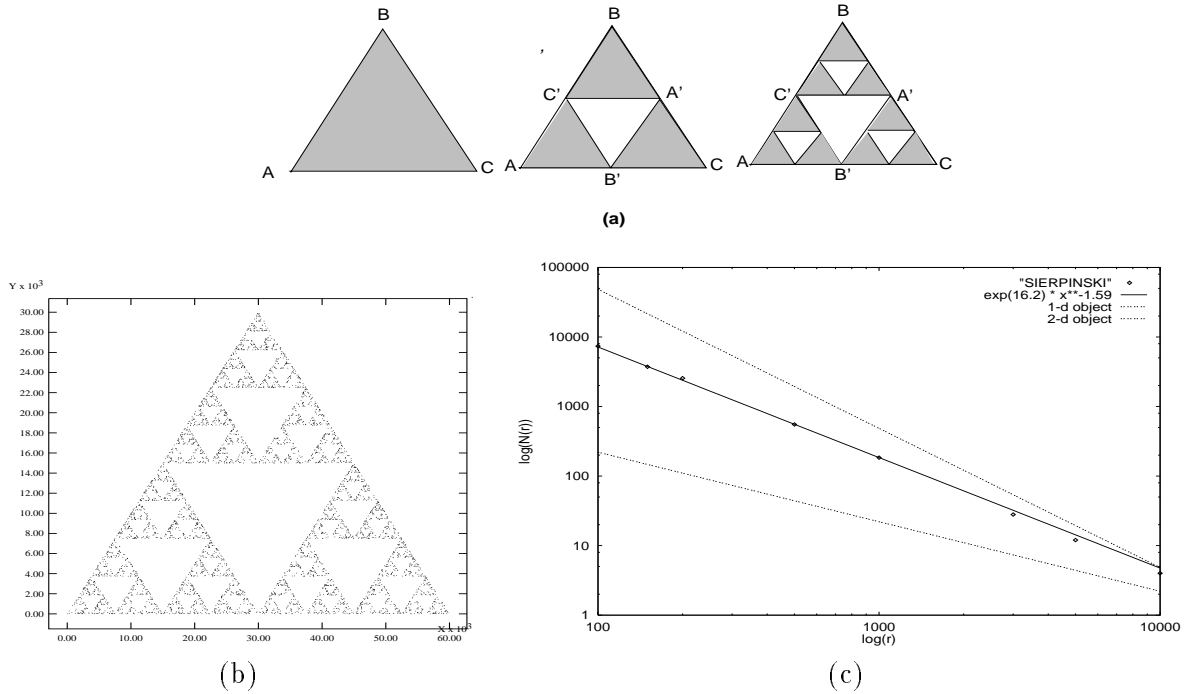 B B B
C' A' C' A'
A C A C A C
B' B'
(a)
Y x 10³
30.00
28.00
26.00
24.00
22.00
20.00
18.00
16.00
14.00
12.00
10.00
8.00
6.00
4.00
2.00
0.00
0.00 10.00 20.00 30.00 40.00 50.00 60.00
X x 10³
(b)
100000
10000
1000
100
10
1
log(N(r))
"SIERPINSKI"
exp(16.2) * x**-1.59
1-d object
2-d object
100 1000 10000
log(r)
(c)